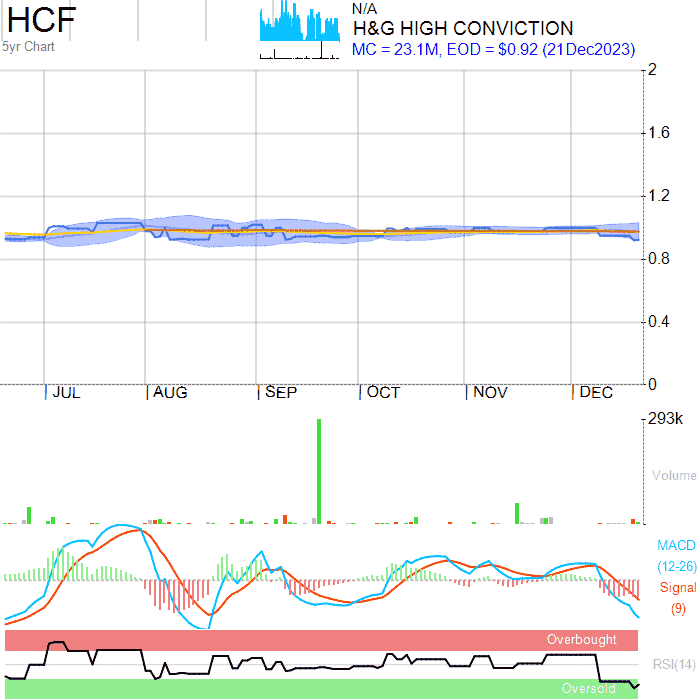 HCF
5yr Chart
N/A
H&G HIGH CONVICTION
MC = 23.1M, EOD = $0.92 (21Dec2023)
2
1.6
1.2
0.8
0.4
0
JUL AUG SEP OCT NOV DEC
293k
Volume
MACD
(12-26)
Signal
(9)
Overbought
RSI(14)
Oversold